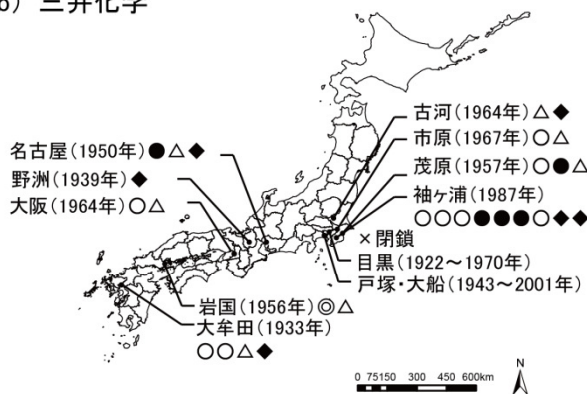 三井化学
古河(1964年)△◆
市原(1967年)○△
茂原(1957年)○●△
袖ヶ浦(1987年)
○○○●●●○◆◆
×閉鎖
目黒(1922～1970年)
戸塚・大船(1943～2001年)
名古屋(1950年)●△◆
野洲(1939年)◆
大阪(1964年)○△
岩国(1956年)◎△
大牟田(1933年)
○○△◆
0 75150 300 450 600km
N